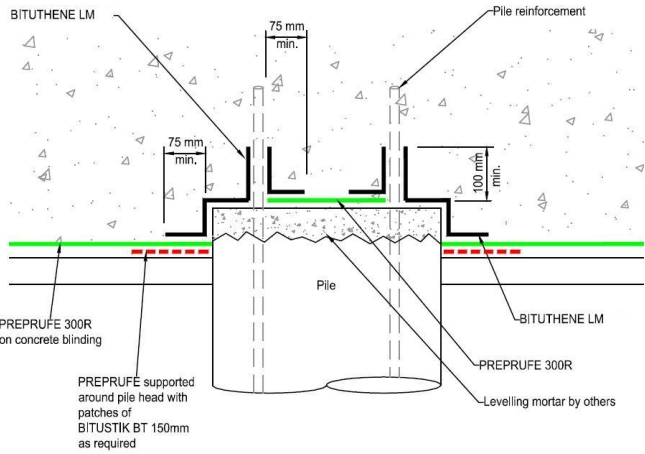 BITUTHENE LM
75 mm
min.
Pile reinforcement
75 mm
min.
100 mm
min.
Pile
PREPRUFE 300R
on concrete blinding
BITUTHENE LM
PREPRUFE 300R
PREPRUFE supported
around pile head with
patches of
BITUSTIK BT 150mm
as required
Levelling mortar by others